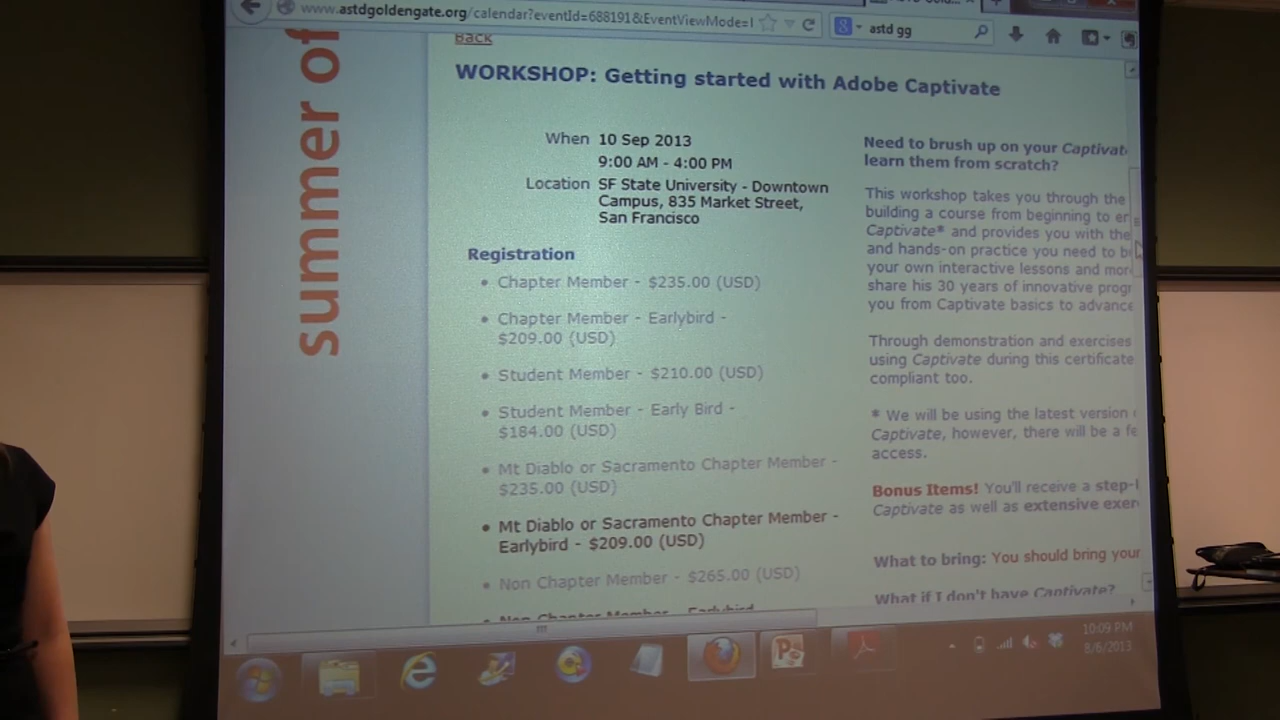 www.astdgoldengate.org/calendar?eventId=688191&EventViewMode=
astd gg
summer of
Back
WORKSHOP: Getting started with Adobe Captivate
When 10 Sep 2013
9:00 AM - 4:00 PM
Location SF State University - Downtown
Campus, 835 Market Street,
San Francisco
Registration
• Chapter Member - $235.00 (USD)
• Chapter Member - Earlybird -
$209.00 (USD)
• Student Member - $210.00 (USD)
• Student Member - Early Bird -
$184.00 (USD)
• Mt Diablo or Sacramento Chapter Member -
$235.00 (USD)
• Mt Diablo or Sacramento Chapter Member -
Earlybird - $209.00 (USD)
• Non Chapter Member - $265.00 (USD)
• Non Chapter Member - Earlybird
Need to brush up on your Captivat
learn them from scratch?
This workshop takes you through the
building a course from beginning to er
Captivate* and provides you with the
and hands-on practice you need to b
your own interactive lessons and mor
share his 30 years of innovative progr
you from Captivate basics to advance
Through demonstration and exercises
using Captivate during this certificate
compliant too.
* We will be using the latest version
Captivate, however, there will be a fe
access.
Bonus Items! You'll receive a step-
Captivate as well as extensive exer
What to bring: You should bring your
What if I don't have Captivate?
10:09 PM
8/6/2013